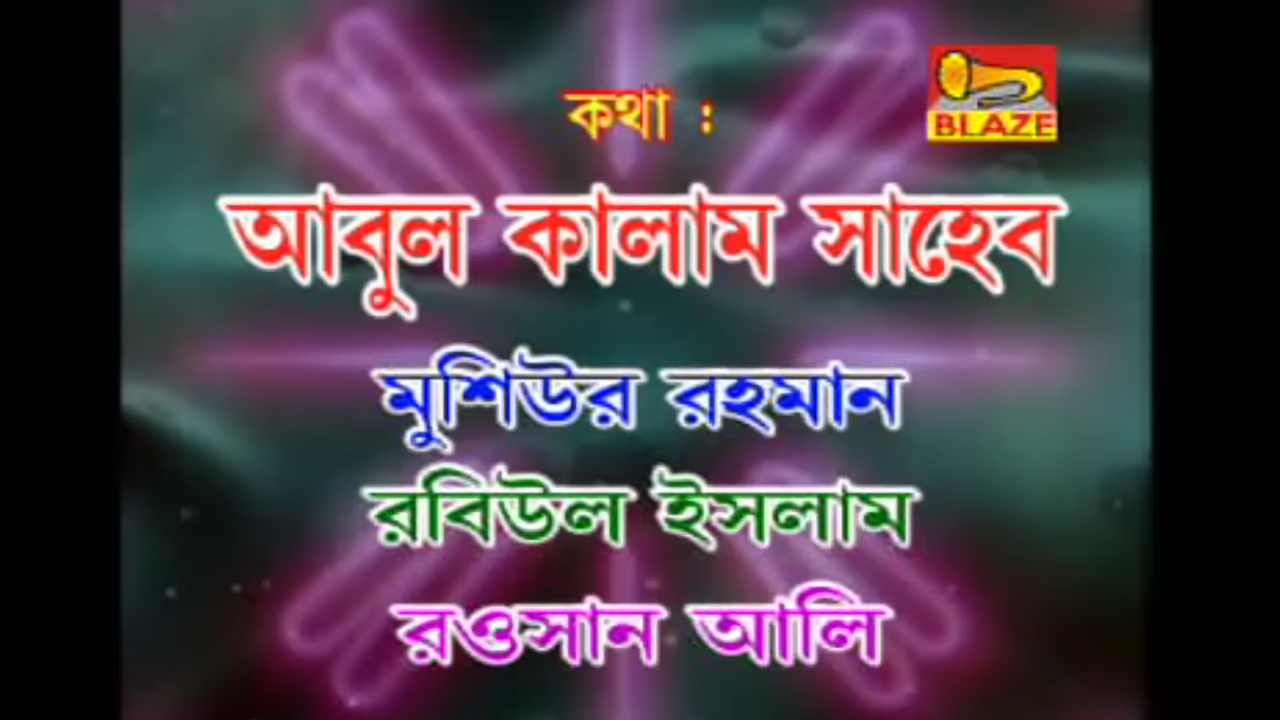 কথা :
BLAZE
আবুল কালাম সাহেব
মুশিউর রহমান
রবিউল ইসলাম
রওসান আলি